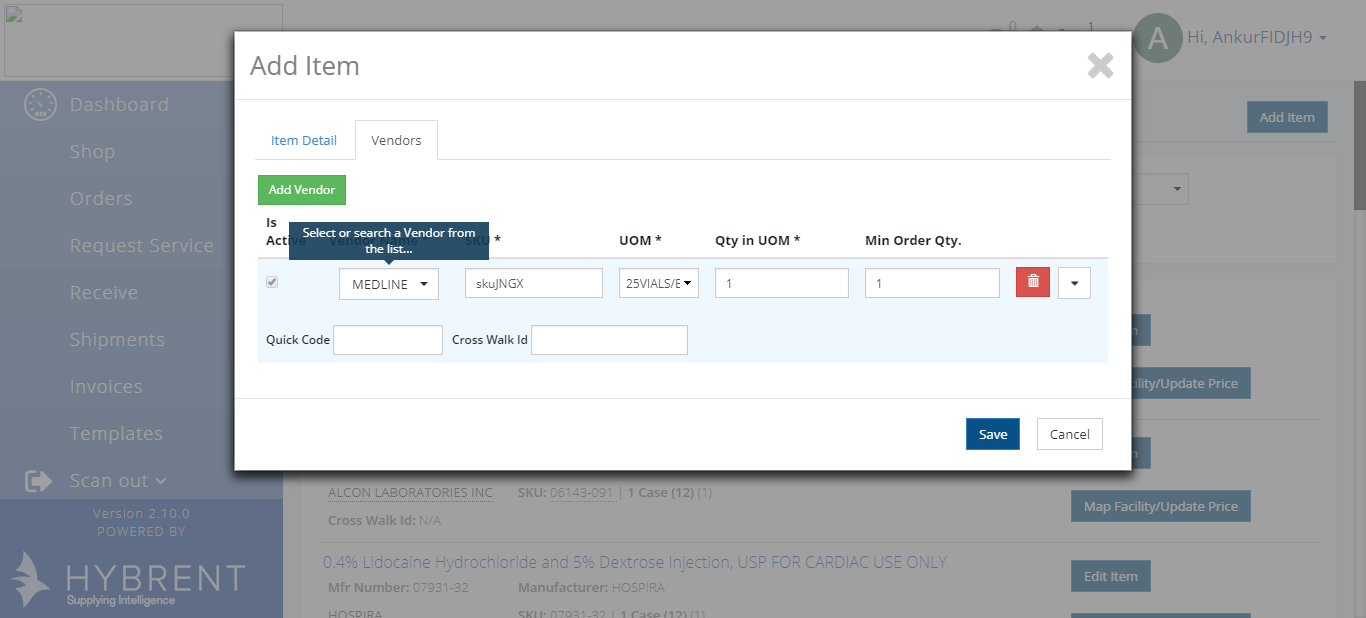 Add Item
0
1
A
Hi, AnkurFIDJH9
Dashboard
Shop
Orders
Request Service
Receive
Shipments
Invoices
Templates
Scan out
Version 2.10.0
POWERED BY
HYBRENT
Supplying Intelligence
Add Item
Item Detail
Vendors
Add Vendor
Is
Active
Select or search a Vendor from
the list...
Vendor Name *
SKU *
UOM *
Qty in UOM *
Min Order Qty.
MEDLINE
skuJNGX
25VIALS/E
1
1
Quick Code
Cross Walk Id
Save
Cancel
Map Facility/Update Price
ALCON LABORATORIES INC SKU: 06143-091 | 1 Case (12) (1)
Cross Walk Id: N/A
0.4% Lidocaine Hydrochloride and 5% Dextrose Injection, USP FOR CARDIAC USE ONLY
Edit Item
Mfr Number: 07931-32 Manufacturer: HOSPIRA
HOSPIRA SKU: 07931-32 | 1 Case (12) (1)